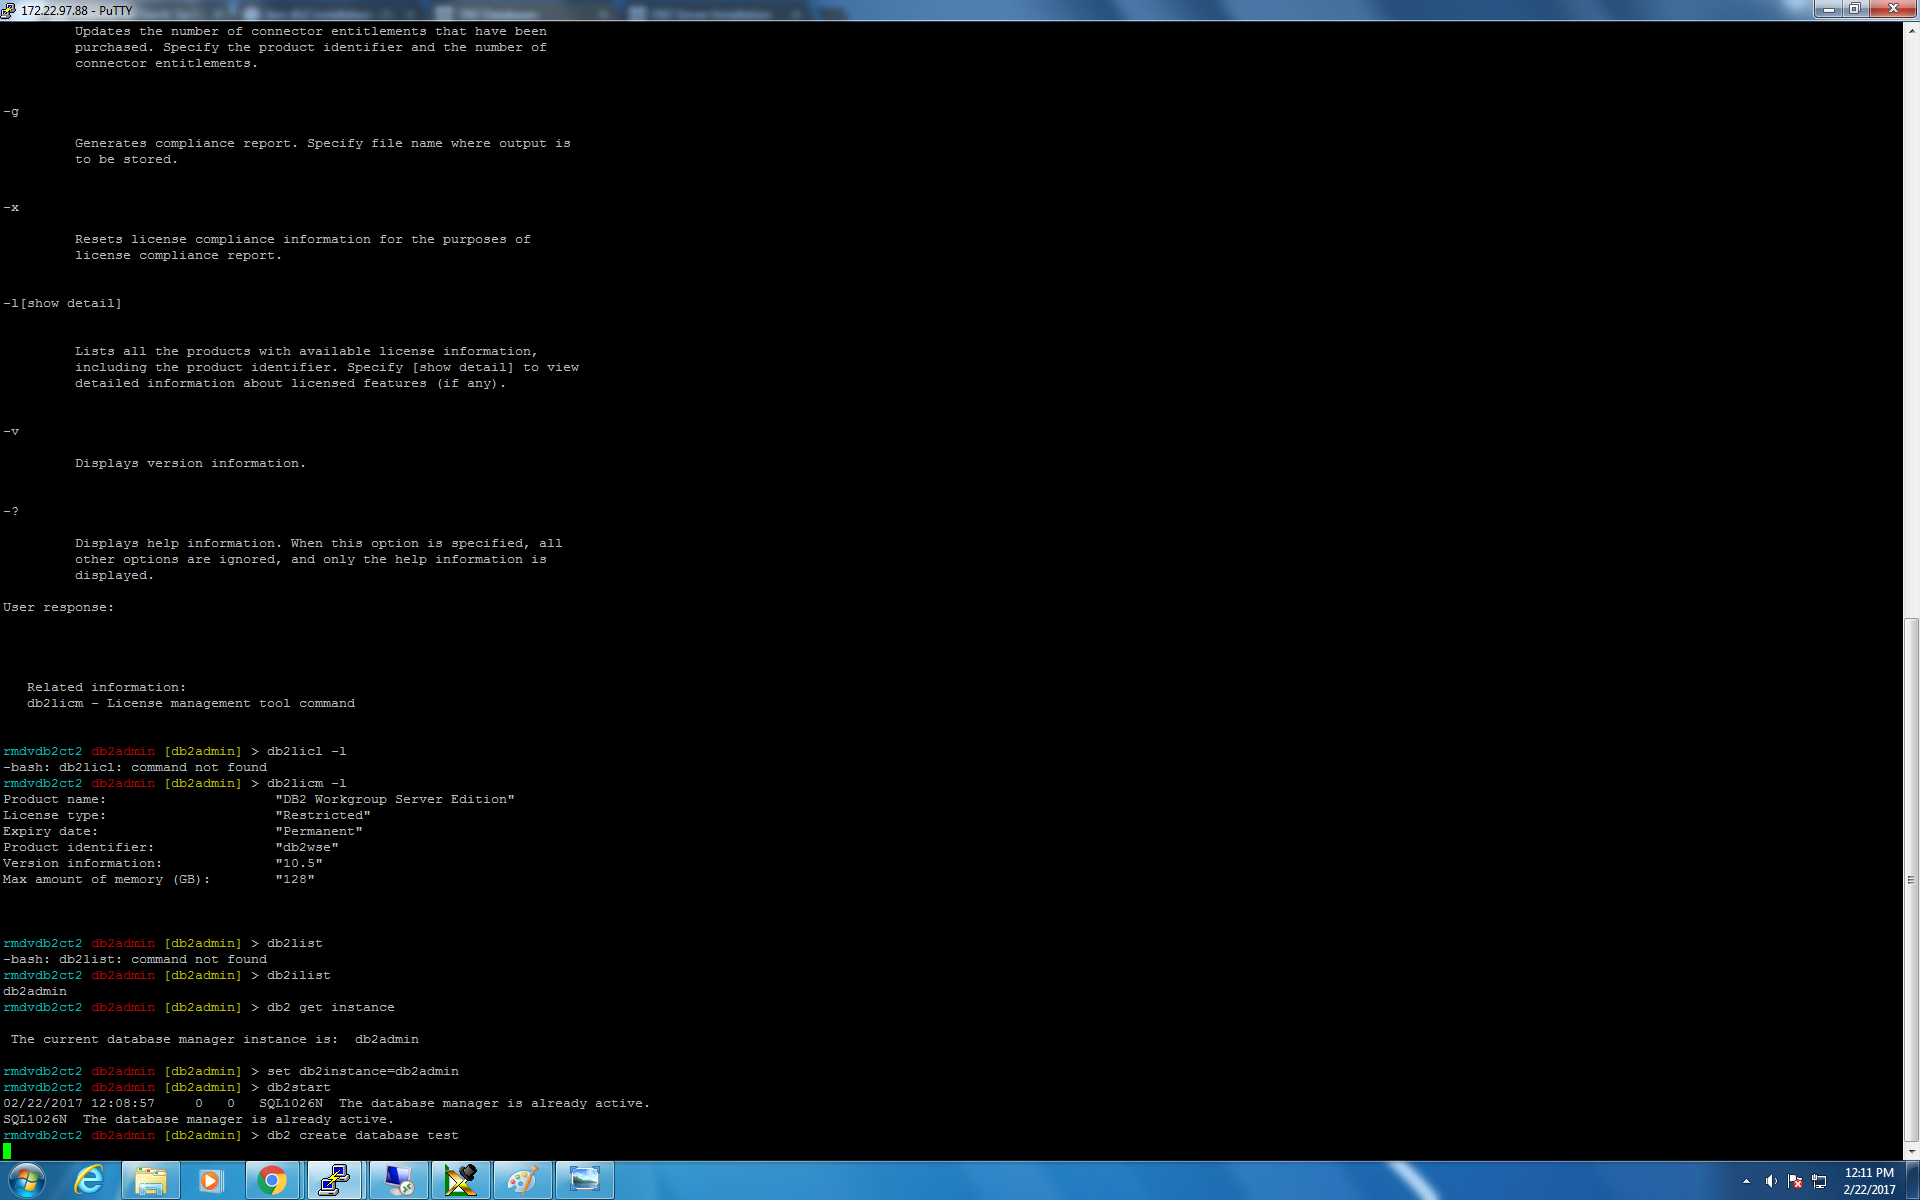 172.22.97.88 - PuTTY
Updates the number of connector entitlements that have been
purchased. Specify the product identifier and the number of
connector entitlements.
-g
Generates compliance report. Specify file name where output is
to be stored.
-x
Resets license compliance information for the purposes of
license compliance report.
-l[show detail]
Lists all the products with available license information,
including the product identifier. Specify [show detail] to view
detailed information about licensed features (if any).
-v
Displays version information.
-?
Displays help information. When this option is specified, all
other options are ignored, and only the help information is
displayed.
User response:
Related information:
db2licm - License management tool command
rmdvdb2ct2 db2admin [db2admin] > db2licl -l
-bash: db2licl: command not found
rmdvdb2ct2 db2admin [db2admin] > db2licm -l
Product name: "DB2 Workgroup Server Edition"
License type: "Restricted"
Expiry date: "Permanent"
Product identifier: "db2wse"
Version information: "10.5"
Max amount of memory (GB): "128"
rmdvdb2ct2 db2admin [db2admin] > db2list
-bash: db2list: command not found
rmdvdb2ct2 db2admin [db2admin] > db2ilist
db2admin
rmdvdb2ct2 db2admin [db2admin] > db2 get instance
The current database manager instance is: db2admin
rmdvdb2ct2 db2admin [db2admin] > set db2instance=db2admin
rmdvdb2ct2 db2admin [db2admin] > db2start
02/22/2017 12:08:57 0 0 SQL1026N The database manager is already active.
SQL1026N The database manager is already active.
rmdvdb2ct2 db2admin [db2admin] > db2 create database test
12:11 PM
2/22/2017